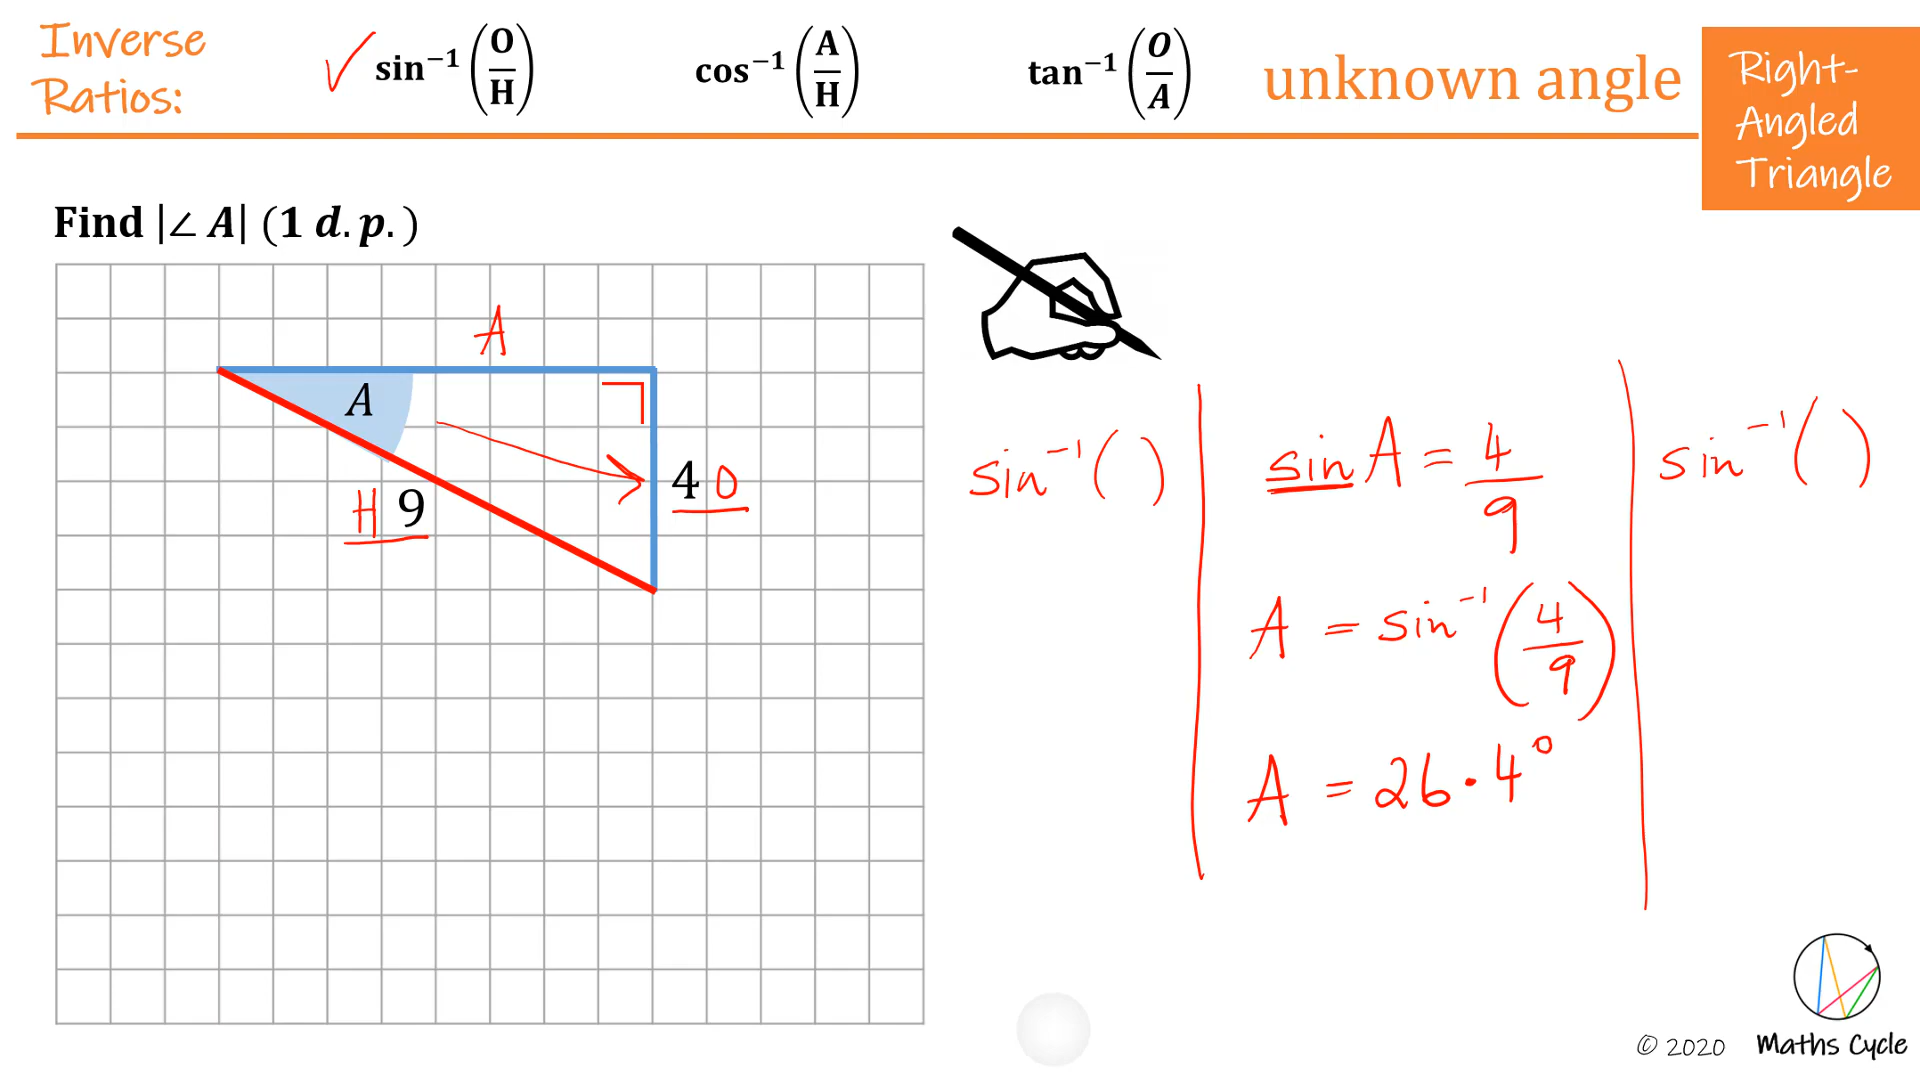 Inverse
Ratios:
✓ sin⁻¹(O/H)
cos⁻¹(A/H)
tan⁻¹(O/A)
unknown angle
Right-
Angled
Triangle
Find |∠ A| (1 d.p.)
A
A
4 O
H 9
sin⁻¹( )
sin A = 4/9
sin⁻¹( )
A = sin⁻¹(4/9)
A = 26·4°
© 2020 Maths Cycle